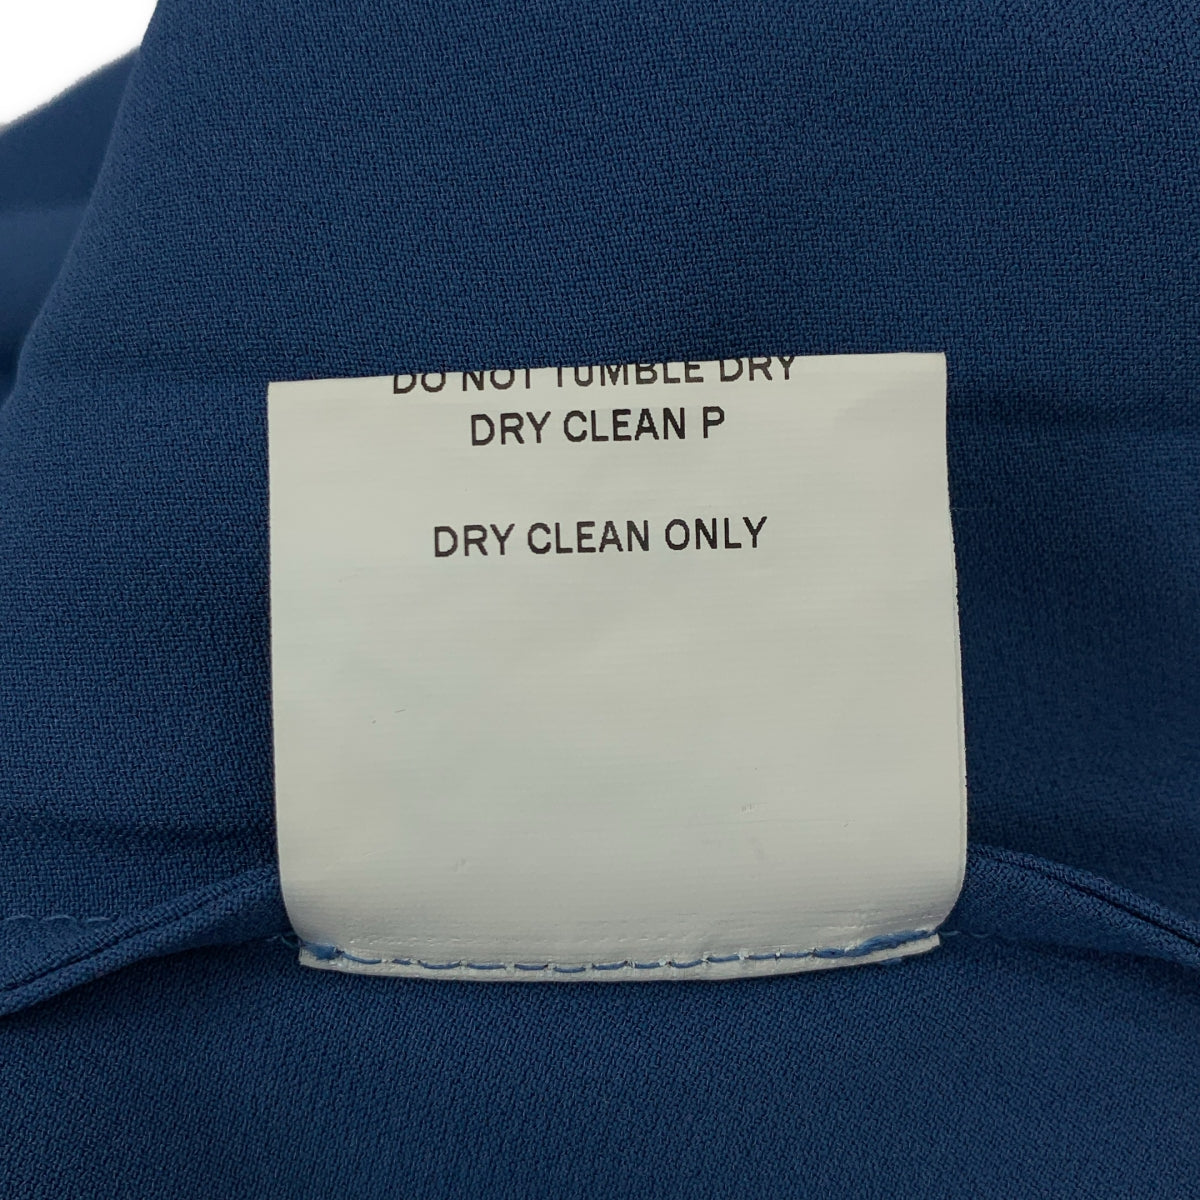 DO NOT TUMBLE DRY
DRY CLEAN P
DRY CLEAN ONLY